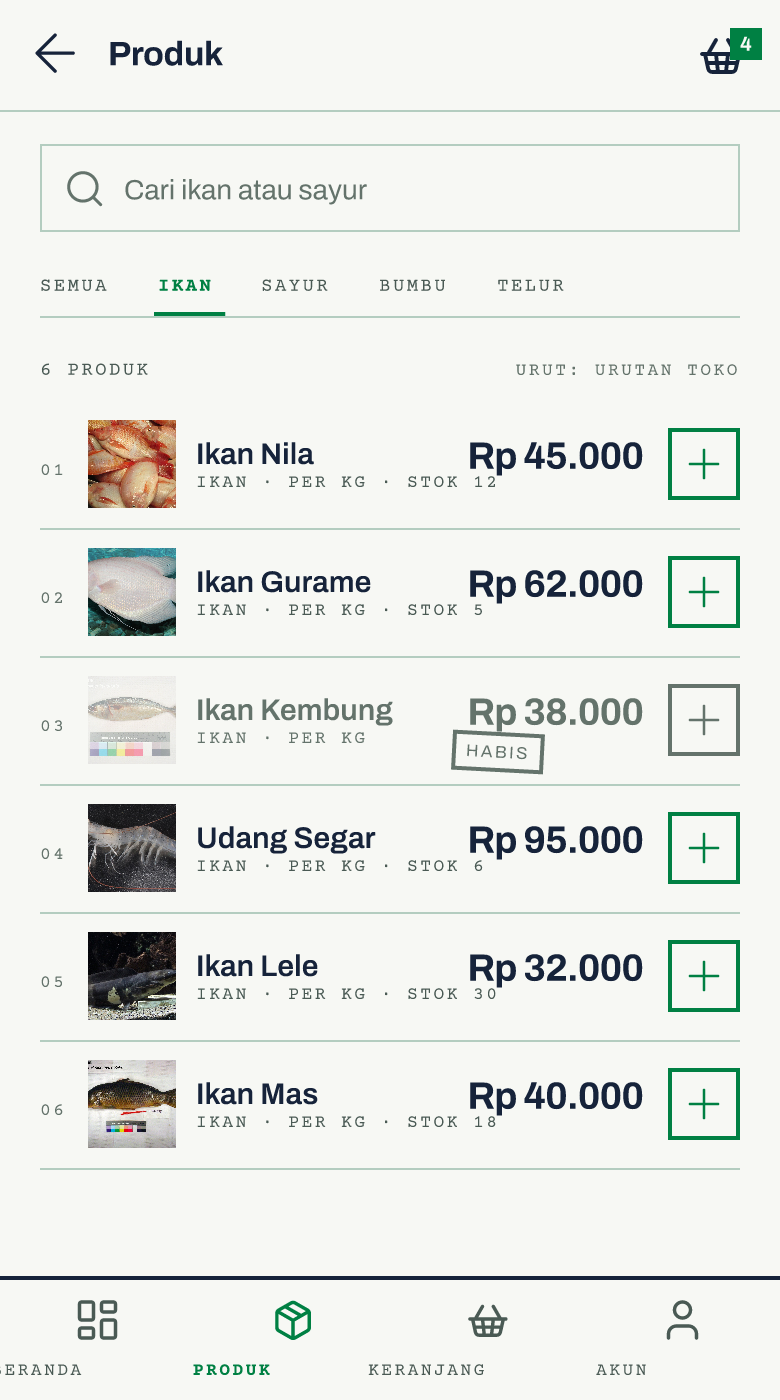 Produk
4
Cari ikan atau sayur
SEMUA IKAN SAYUR BUMBU TELUR
6 PRODUK URUT: URUTAN TOKO
01 Ikan Nila Rp 45.000
IKAN · PER KG · STOK 12
02 Ikan Gurame Rp 62.000
IKAN · PER KG · STOK 5
03 Ikan Kembung Rp 38.000
IKAN · PER KG
HABIS
04 Udang Segar Rp 95.000
IKAN · PER KG · STOK 6
05 Ikan Lele Rp 32.000
IKAN · PER KG · STOK 30
06 Ikan Mas Rp 40.000
IKAN · PER KG · STOK 18
BERANDA PRODUK KERANJANG AKUN